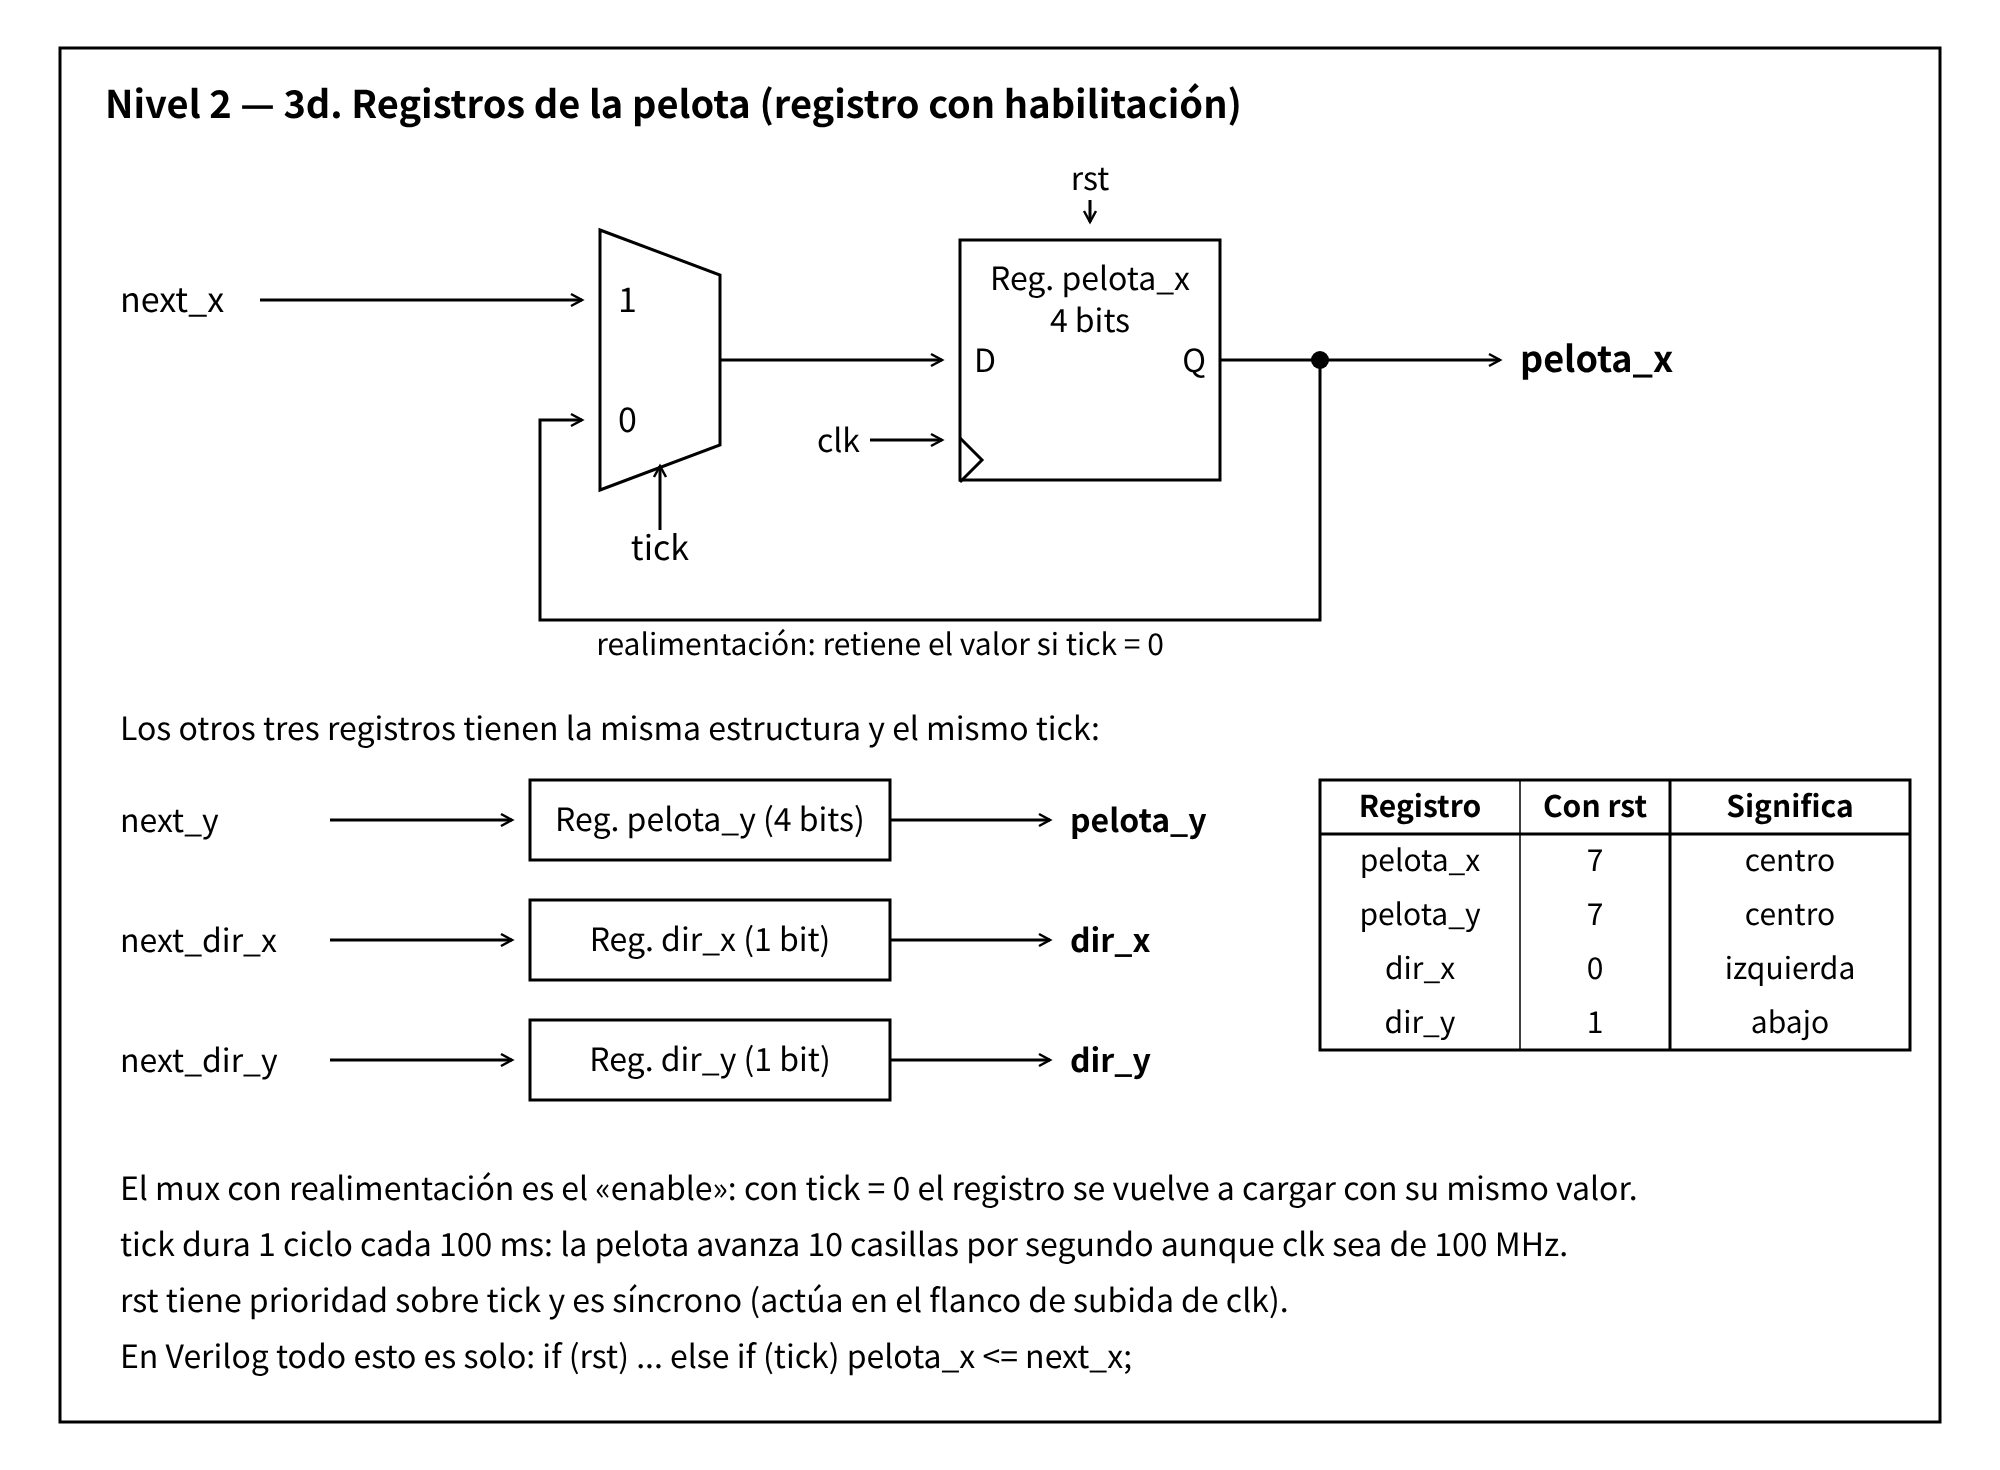 Nivel 2 — 3d. Registros de la pelota (registro con habilitación)
rst
next_x
1
Reg. pelota_x
4 bits
D
Q
pelota_x
0
clk
tick
realimentación: retiene el valor si tick = 0
Los otros tres registros tienen la misma estructura y el mismo tick:
next_y
Reg. pelota_y (4 bits)
pelota_y
next_dir_x
Reg. dir_x (1 bit)
dir_x
next_dir_y
Reg. dir_y (1 bit)
dir_y
Registro Con rst Significa
pelota_x 7 centro
pelota_y 7 centro
dir_x 0 izquierda
dir_y 1 abajo
El mux con realimentación es el «enable»: con tick = 0 el registro se vuelve a cargar con su mismo valor.
tick dura 1 ciclo cada 100 ms: la pelota avanza 10 casillas por segundo aunque clk sea de 100 MHz.
rst tiene prioridad sobre tick y es síncrono (actúa en el flanco de subida de clk).
En Verilog todo esto es solo: if (rst) ... else if (tick) pelota_x <= next_x;